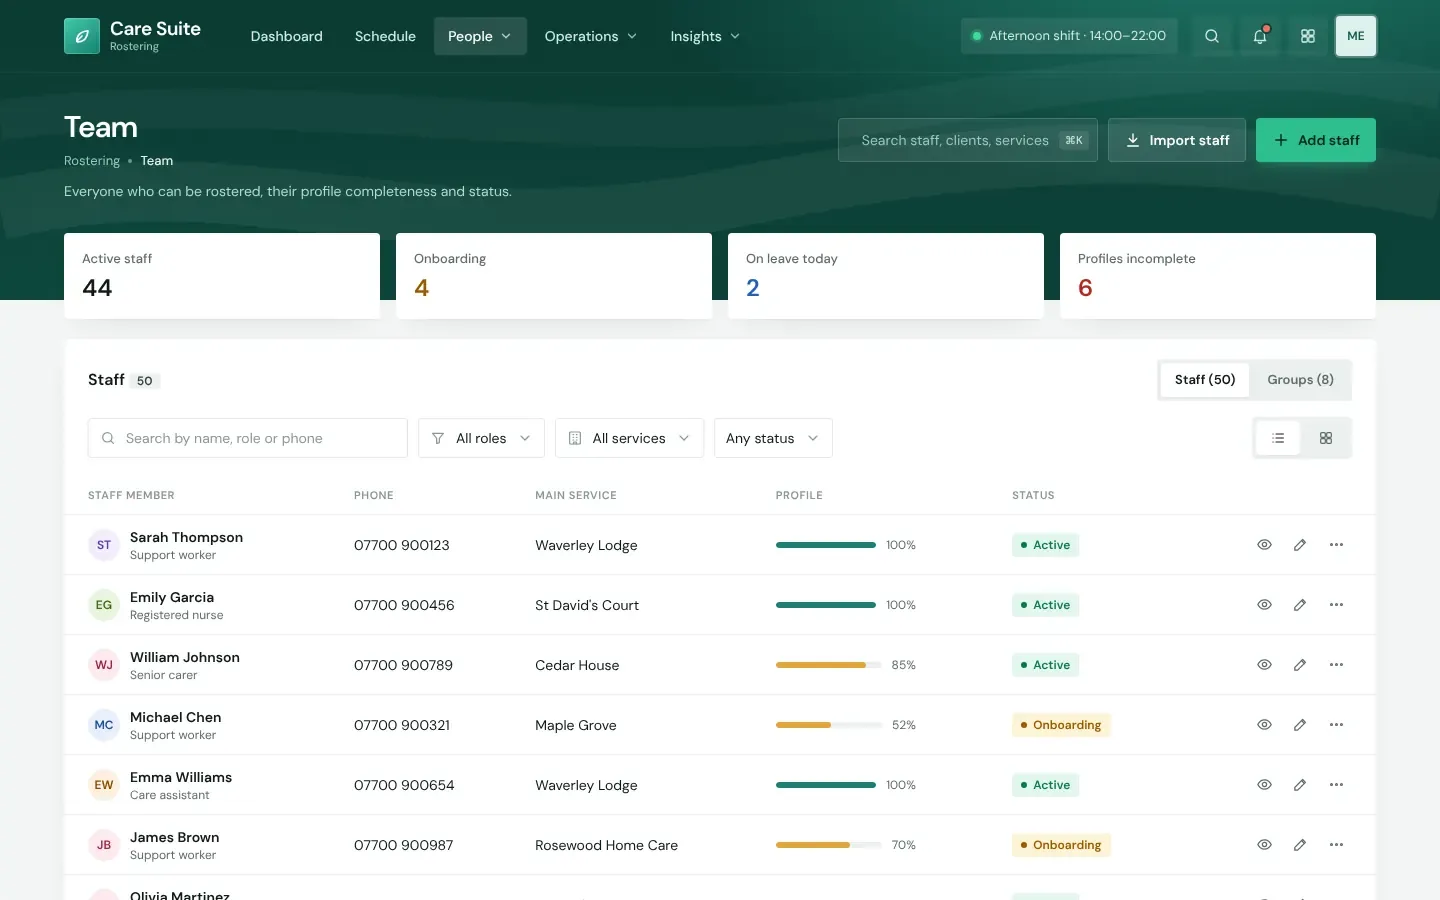 Care Suite
Rostering
Dashboard
Schedule
People
Operations
Insights
Afternoon shift · 14:00–22:00
ME
Team
Rostering • Team
Everyone who can be rostered, their profile completeness and status.
Search staff, clients, services ⌘K
Import staff
Add staff
Active staff
44
Onboarding
4
On leave today
2
Profiles incomplete
6
Staff 50
Staff (50)
Groups (8)
Search by name, role or phone
All roles
All services
Any status
STAFF MEMBER PHONE MAIN SERVICE PROFILE STATUS
ST Sarah Thompson
Support worker
07700 900123 Waverley Lodge 100% Active
EG Emily Garcia
Registered nurse
07700 900456 St David's Court 100% Active
WJ William Johnson
Senior carer
07700 900789 Cedar House 85% Active
MC Michael Chen
Support worker
07700 900321 Maple Grove 52% Onboarding
EW Emma Williams
Care assistant
07700 900654 Waverley Lodge 100% Active
JB James Brown
Support worker
07700 900987 Rosewood Home Care 70% Onboarding
Olivia Martinez